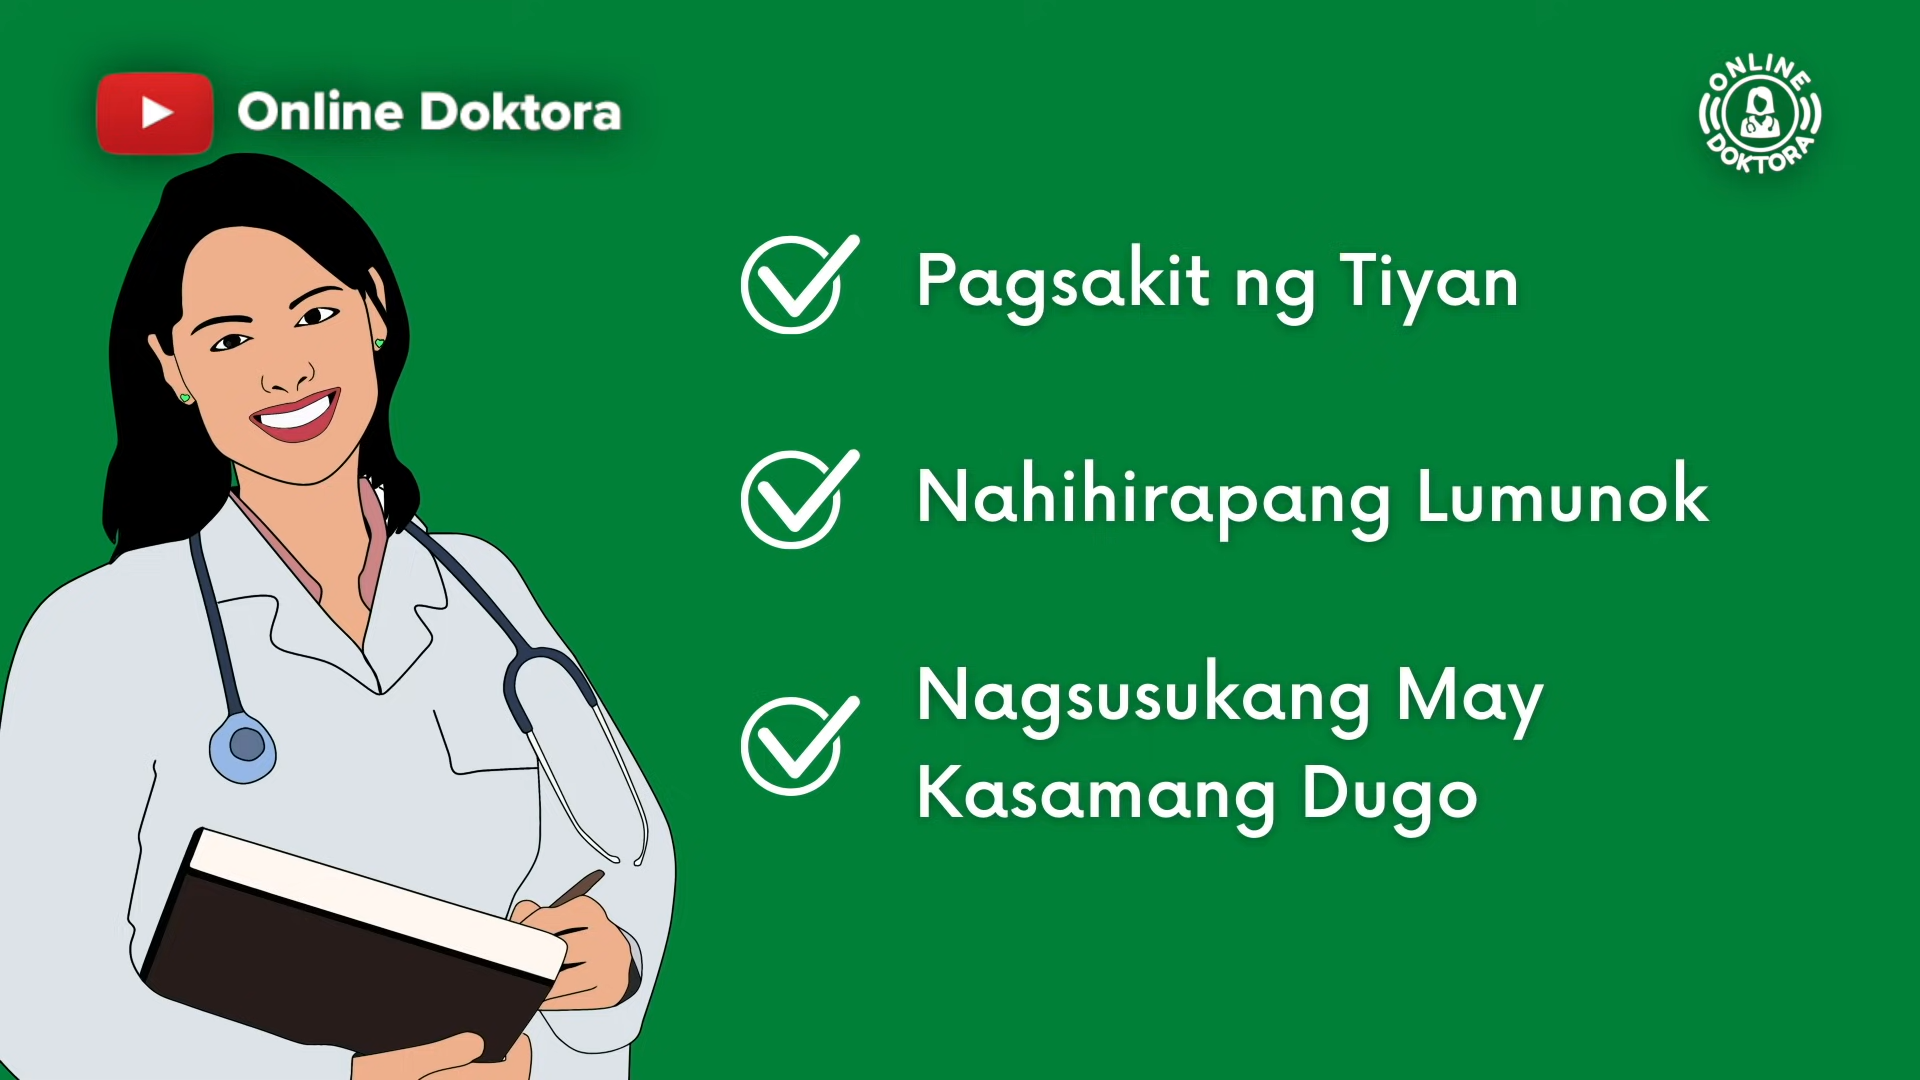 Online Doktora
ONLINE
DOKTORA
Pagsakit ng Tiyan
Nahihirapang Lumunok
Nagsusukang May
Kasamang Dugo